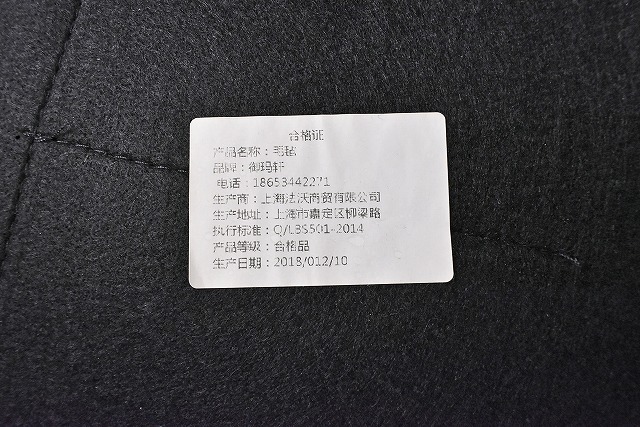 合格证
产品名称：毛毡
品牌：御玛轩
电话：18653442271
生产商：上海法沃商贸有限公司
生产地址：上海市嘉定区柳梁路
执行标准：Q/LBS501-2014
产品等级：合格品
生产日期：2018/012/10